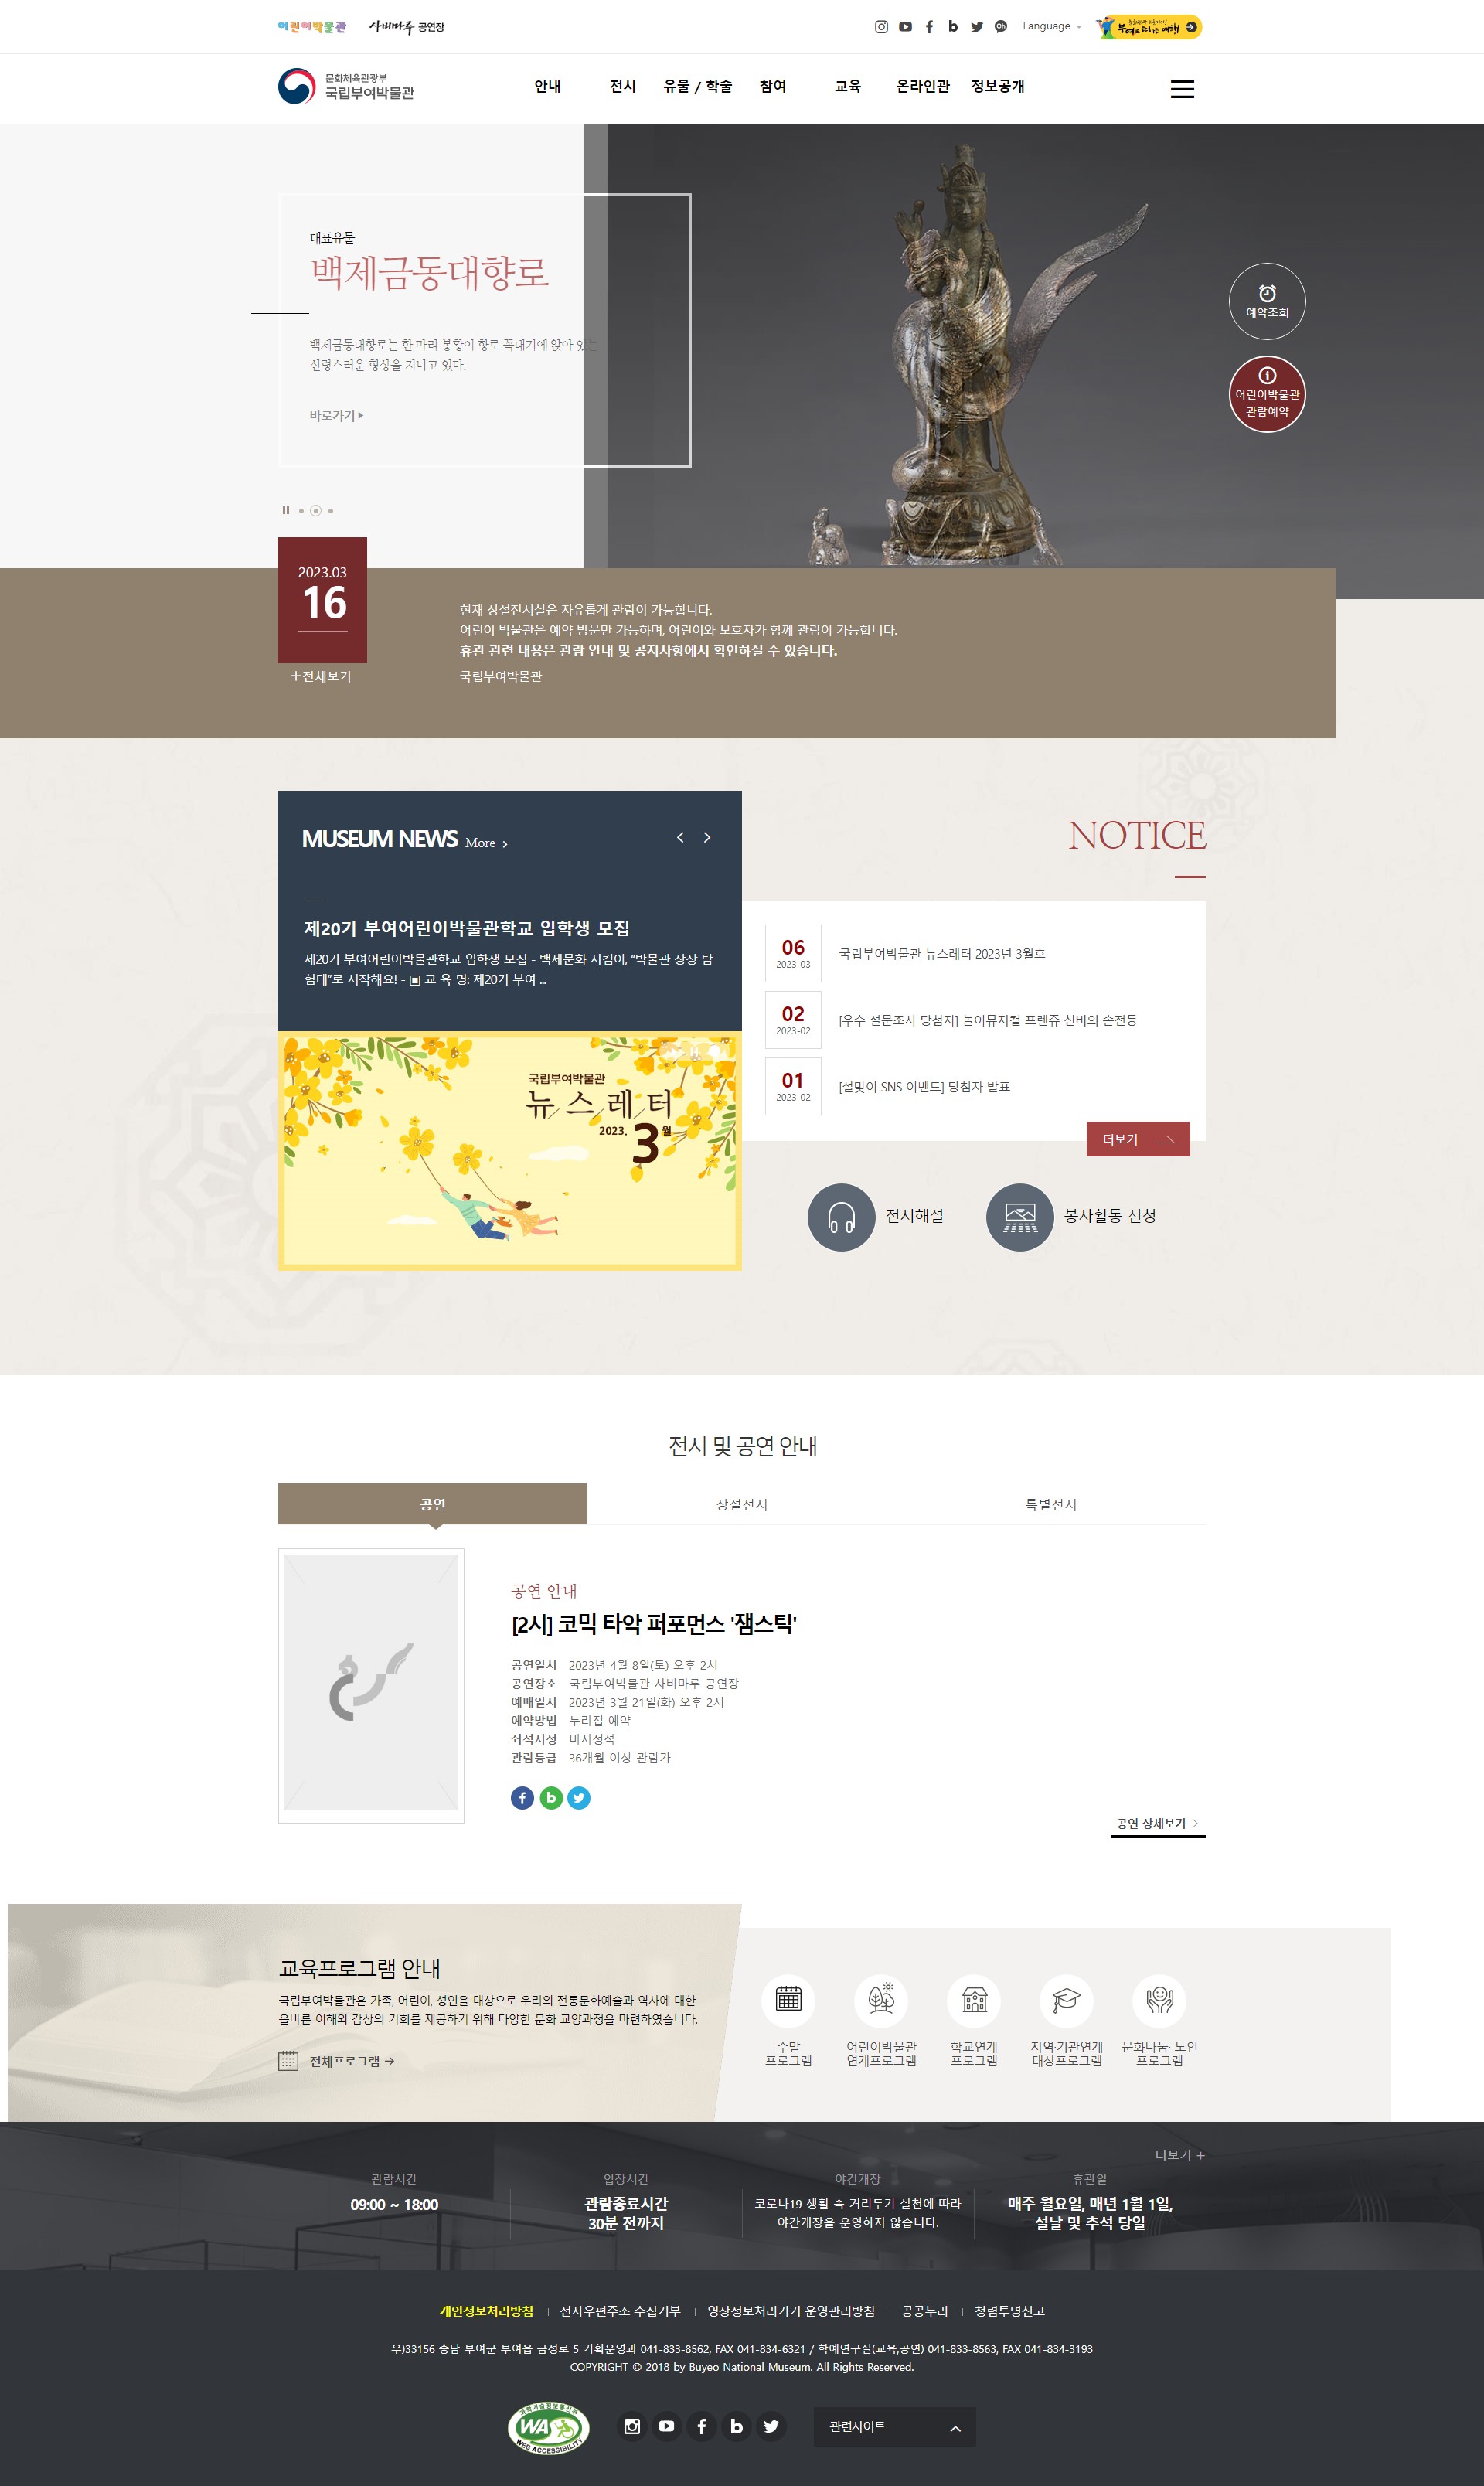 어린이박물관
사비마루 공연장
Language
부여로 떠나는 여행!
문화체육관광부
국립부여박물관
안내
전시
유물 / 학술
참여
교육
온라인관
정보공개
대표유물
백제금동대향로
백제금동대향로는 한 마리 봉황이 향로 꼭대기에 앉아 있는
신령스러운 형상을 지니고 있다.
바로가기
예약조회
어린이박물관
관람예약
2023.03
16
+전체보기
현재 상설전시실은 자유롭게 관람이 가능합니다.
어린이 박물관은 예약 방문만 가능하며, 어린이와 보호자가 함께 관람이 가능합니다.
휴관 관련 내용은 관람 안내 및 공지사항에서 확인하실 수 있습니다.
국립부여박물관
MUSEUM NEWS More
제20기 부여어린이박물관학교 입학생 모집
제20기 부여어린이박물관학교 입학생 모집 - 백제문화 지킴이, “박물관 상상 탐
험대”로 시작해요! - ▣ 교 육 명: 제20기 부여 ...
국립부여박물관
뉴스레터
2023. 3월
NOTICE
06
2023-03
국립부여박물관 뉴스레터 2023년 3월호
02
2023-02
[우수 설문조사 당첨자] 놀이뮤지컬 프렌쥬 신비의 손전등
01
2023-02
[설맞이 SNS 이벤트] 당첨자 발표
더보기
전시해설
봉사활동 신청
전시 및 공연 안내
공연
상설전시
특별전시
공연 안내
[2시] 코믹 타악 퍼포먼스 '잼스틱'
공연일시 2023년 4월 8일(토) 오후 2시
공연장소 국립부여박물관 사비마루 공연장
예매일시 2023년 3월 21일(화) 오후 2시
예약방법 누리집 예약
좌석지정 비지정석
관람등급 36개월 이상 관람가
공연 상세보기
교육프로그램 안내
국립부여박물관은 가족, 어린이, 성인을 대상으로 우리의 전통문화예술과 역사에 대한
올바른 이해와 감상의 기회를 제공하기 위해 다양한 문화 교양과정을 마련하였습니다.
전체프로그램 →
주말
프로그램
어린이박물관
연계프로그램
학교연계
프로그램
지역·기관연계
대상프로그램
문화나눔· 노인
프로그램
더보기 +
관람시간
09:00 ~ 18:00
입장시간
관람종료시간
30분 전까지
야간개장
코로나19 생활 속 거리두기 실천에 따라
야간개장을 운영하지 않습니다.
휴관일
매주 월요일, 매년 1월 1일,
설날 및 추석 당일
개인정보처리방침
전자우편주소 수집거부
영상정보처리기기 운영관리방침
공공누리
청렴투명신고
우)33156 충남 부여군 부여읍 금성로 5 기획운영과 041-833-8562, FAX 041-834-6321 / 학예연구실(교육,공연) 041-833-8563, FAX 041-834-3193
COPYRIGHT © 2018 by Buyeo National Museum. All Rights Reserved.
과학기술정보통신부
WA
WEB ACCESSIBILITY
관련사이트